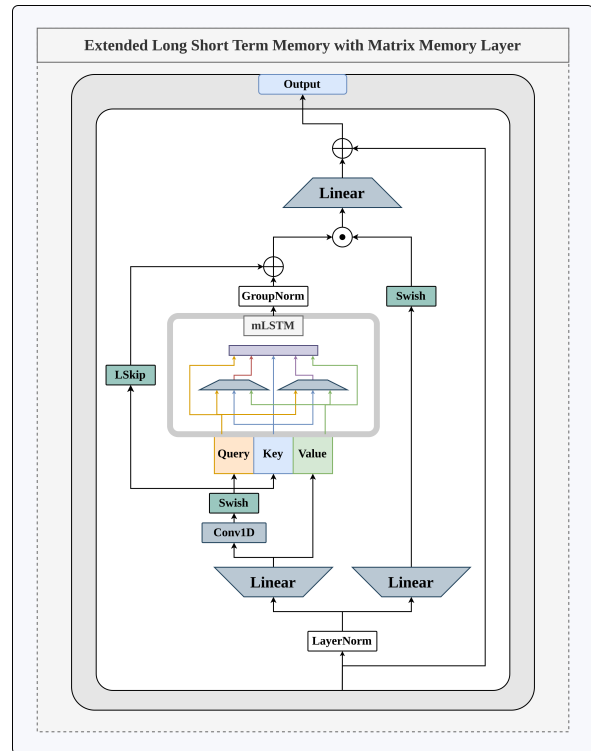 Extended Long Short Term Memory with Matrix Memory Layer
Output
Linear
GroupNorm
Swish
mLSTM
LSkip
Query Key Value
Swish
Conv1D
Linear Linear
LayerNorm